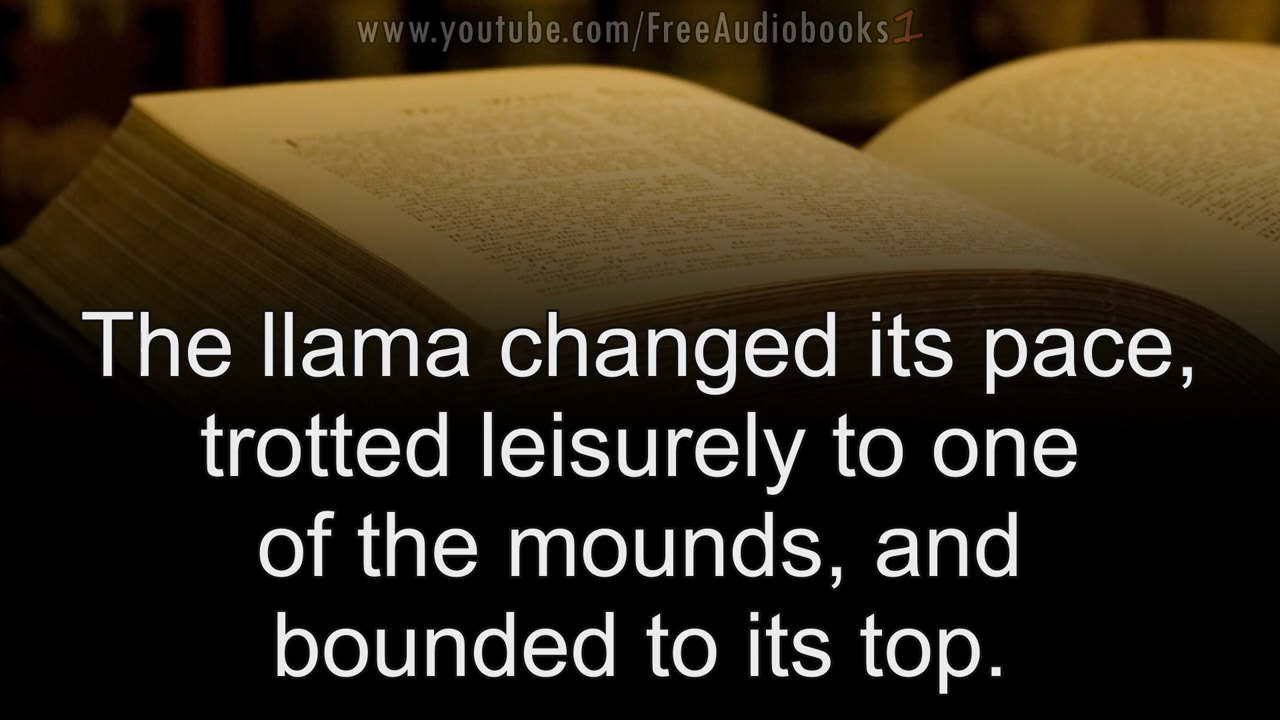 www.youtube.com/FreeAudiobooks1
The llama changed its pace,
trotted leisurely to one
of the mounds, and
bounded to its top.